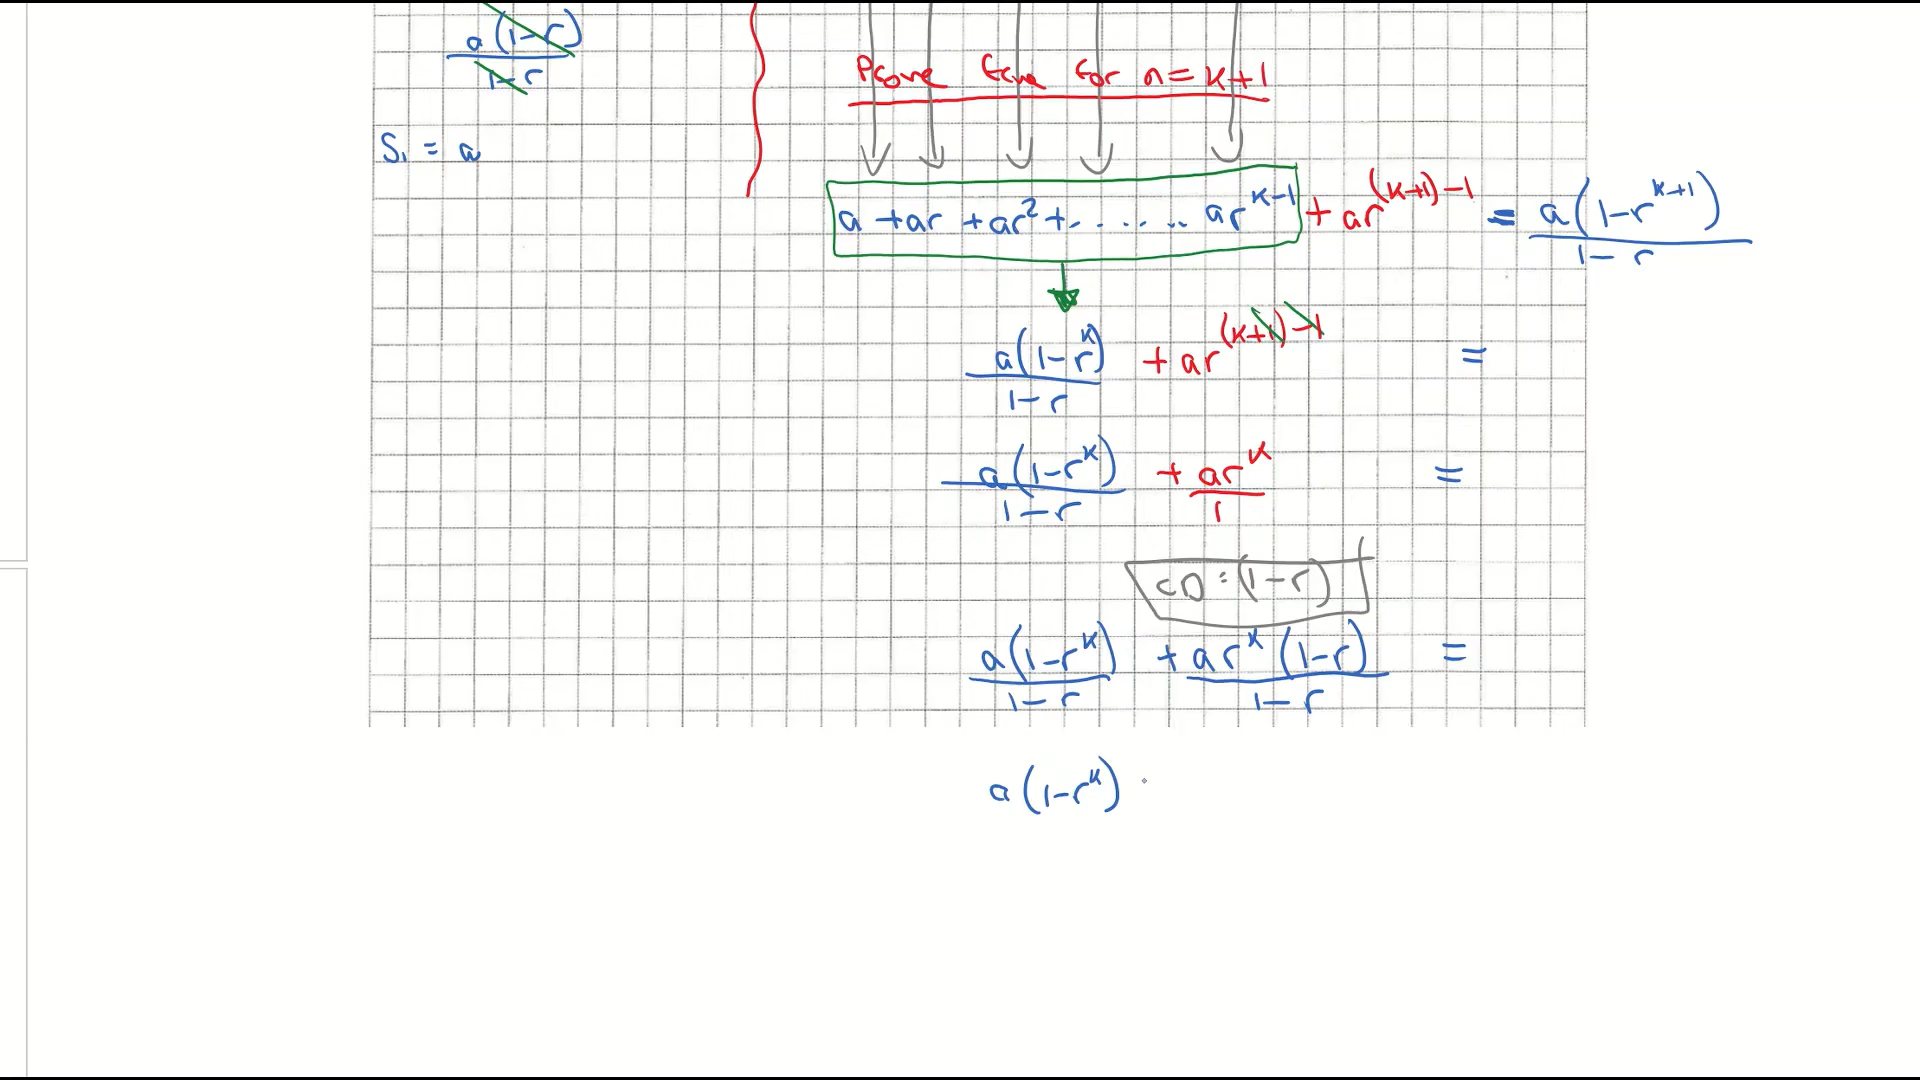 a(1-r)
1-r
S₁ = a
Prove true for n = k+1
a + ar + ar² + ........ ar^(k-1) + ar^((k+1)-1) = a(1-r^(k+1))
1-r
a(1-r^k) + ar^((k+1)-1) =
1-r
a(1-r^k) + ar^k =
1-r 1
CD = (1-r)
a(1-r^k) + ar^k (1-r) =
1-r 1-r
a(1-r^k)